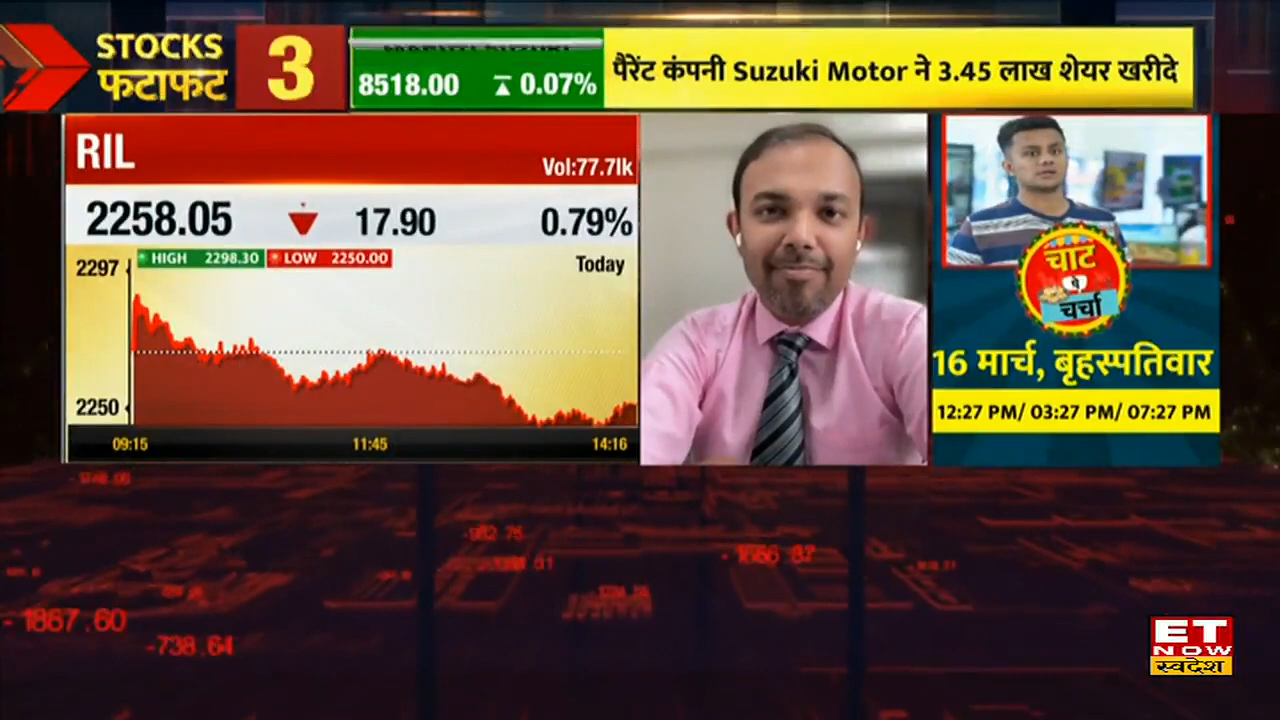 STOCKS
फटाफट
3
8518.00 0.07%
पैरेंट कंपनी Suzuki Motor ने 3.45 लाख शेयर खरीदे
RIL
Vol:77.7lk
2258.05 17.90 0.79%
HIGH 2298.30 LOW 2250.00
Today
2297
2250
09:15 11:45 14:16
चाट
पे
चर्चा
16 मार्च, बृहस्पतिवार
12:27 PM/ 03:27 PM/ 07:27 PM
-1867.60
-738.64
ET
NOW
स्वदेश